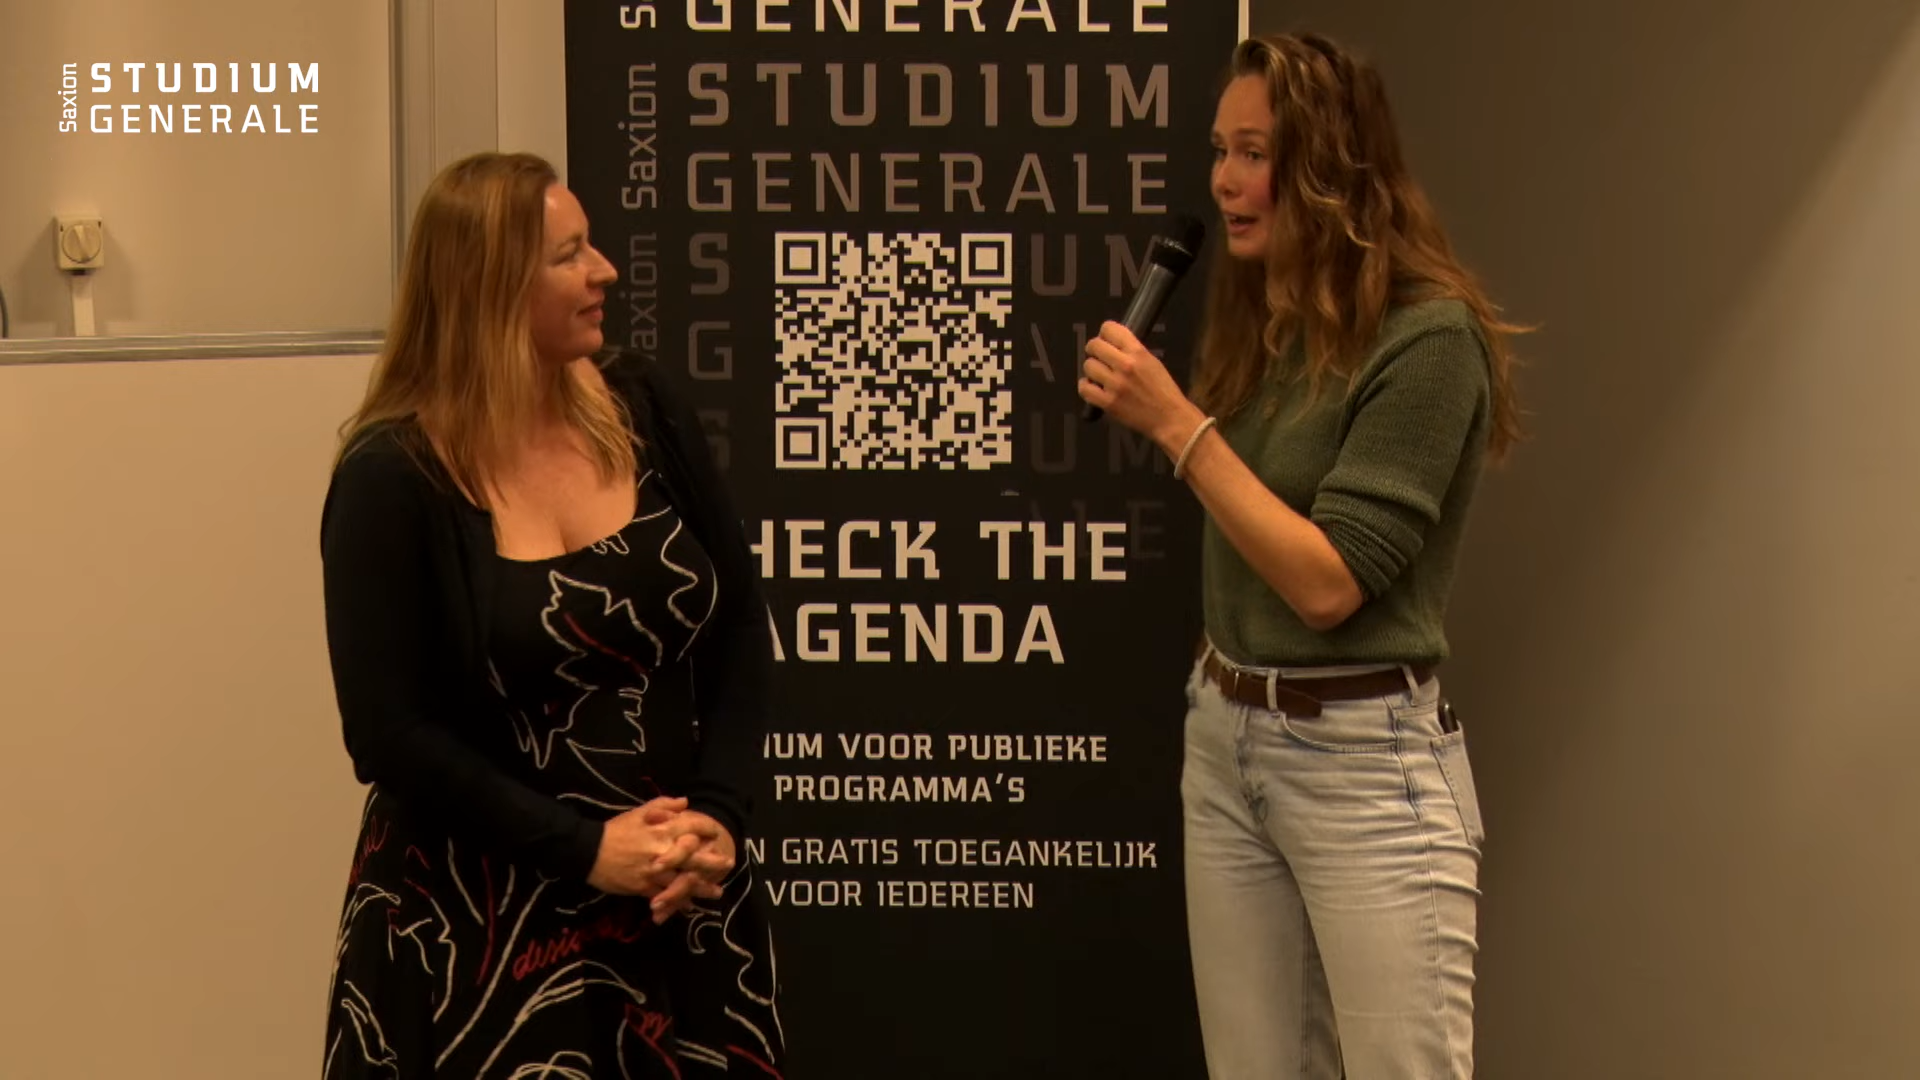 Saxion
STUDIUM
GENERALE
GENERALE
Saxion
STUDIUM
GENERALE
Saxion
S UM
G
UM
HECK THE
AGENDA
VOOR PUBLIEKE
PROGRAMMA'S
GRATIS TOEGANKELIJK
VOOR IEDEREEN